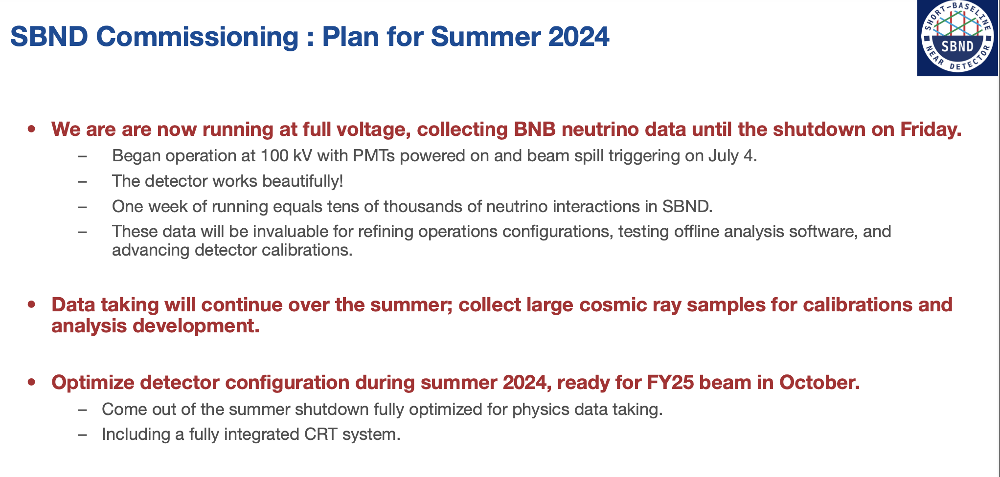 SBND Commissioning : Plan for Summer 2024
SHORT-BASELINE
SBND
NEAR DETECTOR
• We are are now running at full voltage, collecting BNB neutrino data until the shutdown on Friday.
– Began operation at 100 kV with PMTs powered on and beam spill triggering on July 4.
– The detector works beautifully!
– One week of running equals tens of thousands of neutrino interactions in SBND.
– These data will be invaluable for refining operations configurations, testing offline analysis software, and
advancing detector calibrations.
• Data taking will continue over the summer; collect large cosmic ray samples for calibrations and
analysis development.
• Optimize detector configuration during summer 2024, ready for FY25 beam in October.
– Come out of the summer shutdown fully optimized for physics data taking.
– Including a fully integrated CRT system.